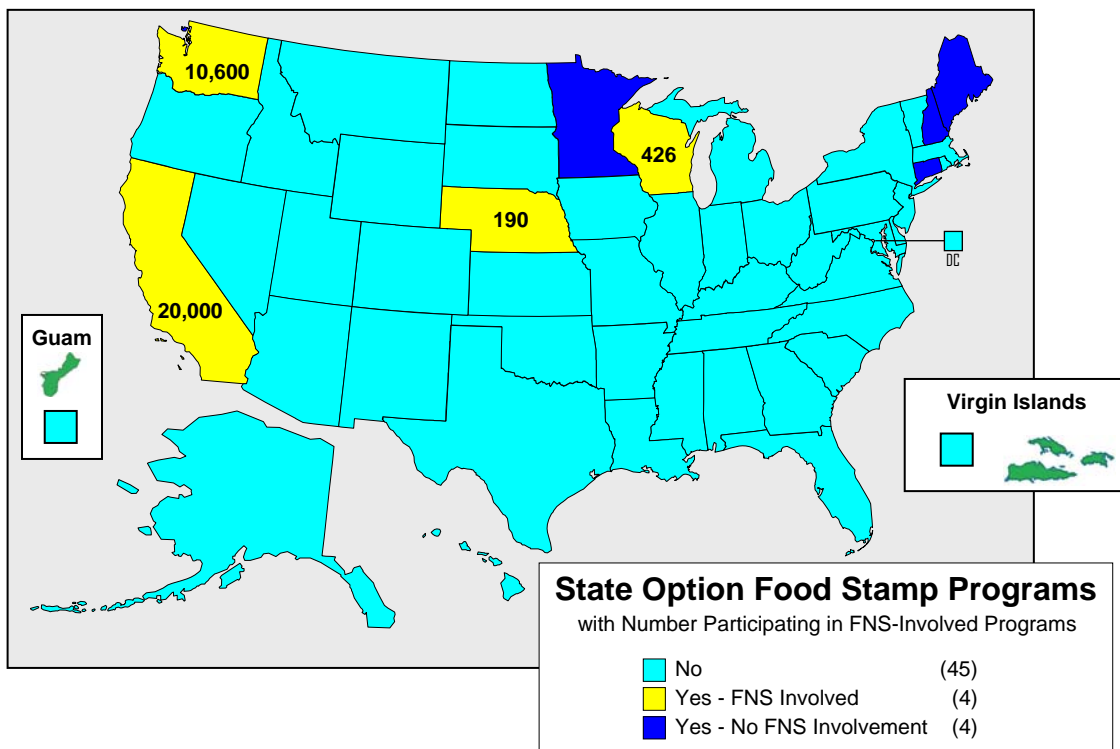 10,600
426
190
20,000
DC
Guam
Virgin Islands
State Option Food Stamp Programs
with Number Participating in FNS-Involved Programs
No (45)
Yes - FNS Involved (4)
Yes - No FNS Involvement (4)